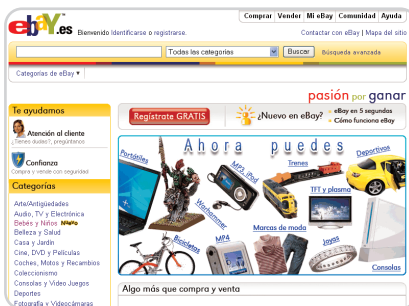 Comprar Vender Mi eBay Comunidad Ayuda
ebay.es
Bienvenido Identificarse o registrarse.
Contactar con eBay | Mapa del sitio
Todas las categorías Buscar Búsqueda avanzada
Categorías de eBay
pasión por ganar
Te ayudamos
Atención al cliente
¿Tienes dudas?, pregúntanos
Confianza
Compra y vende con seguridad
Categorías
Arte/Antigüedades
Audio, TV y Electrónica
Bebés y Niños
Belleza y Salud
Casa y Jardín
Cine, DVD y Películas
Coches, Motos y Recambios
Coleccionismo
Consolas y Video Juegos
Deportes
Fotografía y Videocámaras
Regístrate GRATIS
¿Nuevo en eBay?
eBay en 5 segundos
Cómo funciona eBay
Ahora puedes
Portátiles
MP3, iPod
Trenes
Deportivos
Warhammer
TFT y plasma
Marcas de moda
Bicicletas
MP4
Joyas
Consolas
Algo más que compra y venta